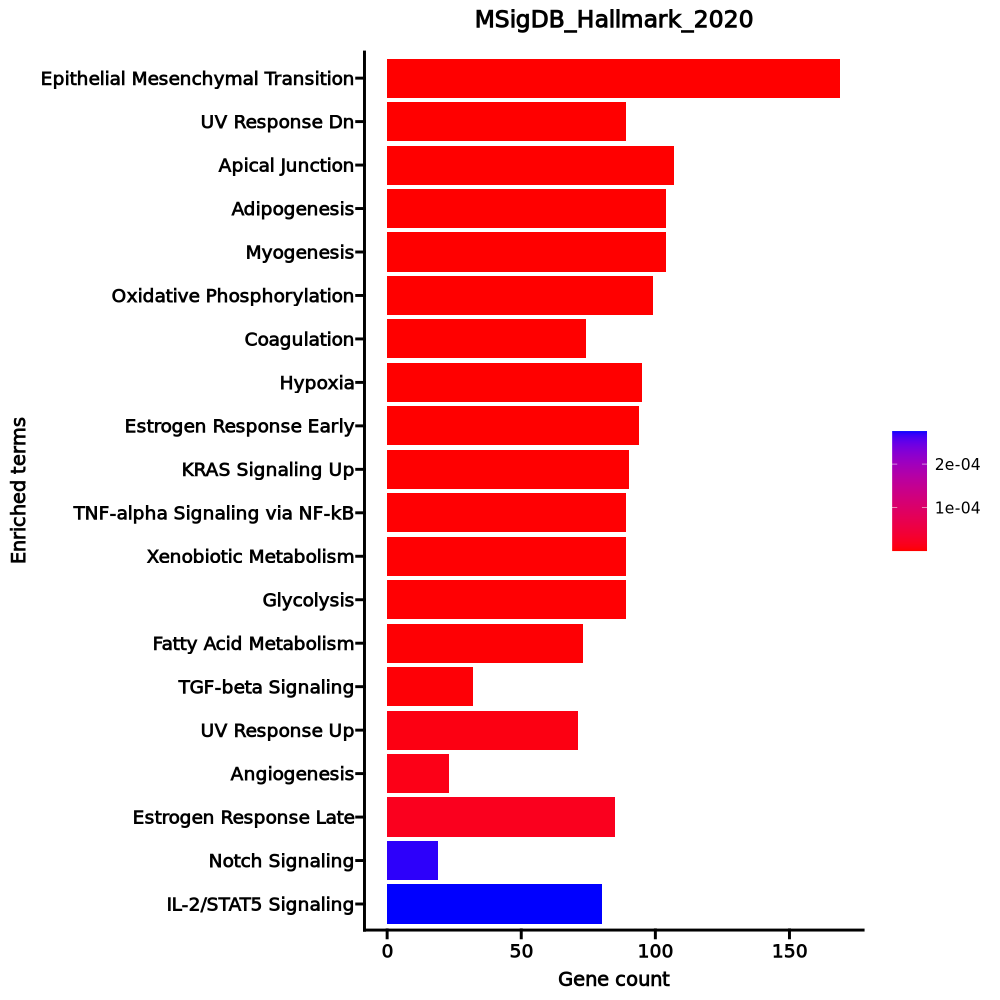 MSigDB_Hallmark_2020
Epithelial Mesenchymal Transition
UV Response Dn
Apical Junction
Adipogenesis
Myogenesis
Oxidative Phosphorylation
Coagulation
Hypoxia
Estrogen Response Early
KRAS Signaling Up
TNF-alpha Signaling via NF-kB
Xenobiotic Metabolism
Glycolysis
Fatty Acid Metabolism
TGF-beta Signaling
UV Response Up
Angiogenesis
Estrogen Response Late
Notch Signaling
IL-2/STAT5 Signaling
Enriched terms
0 50 100 150
Gene count
2e-04
1e-04